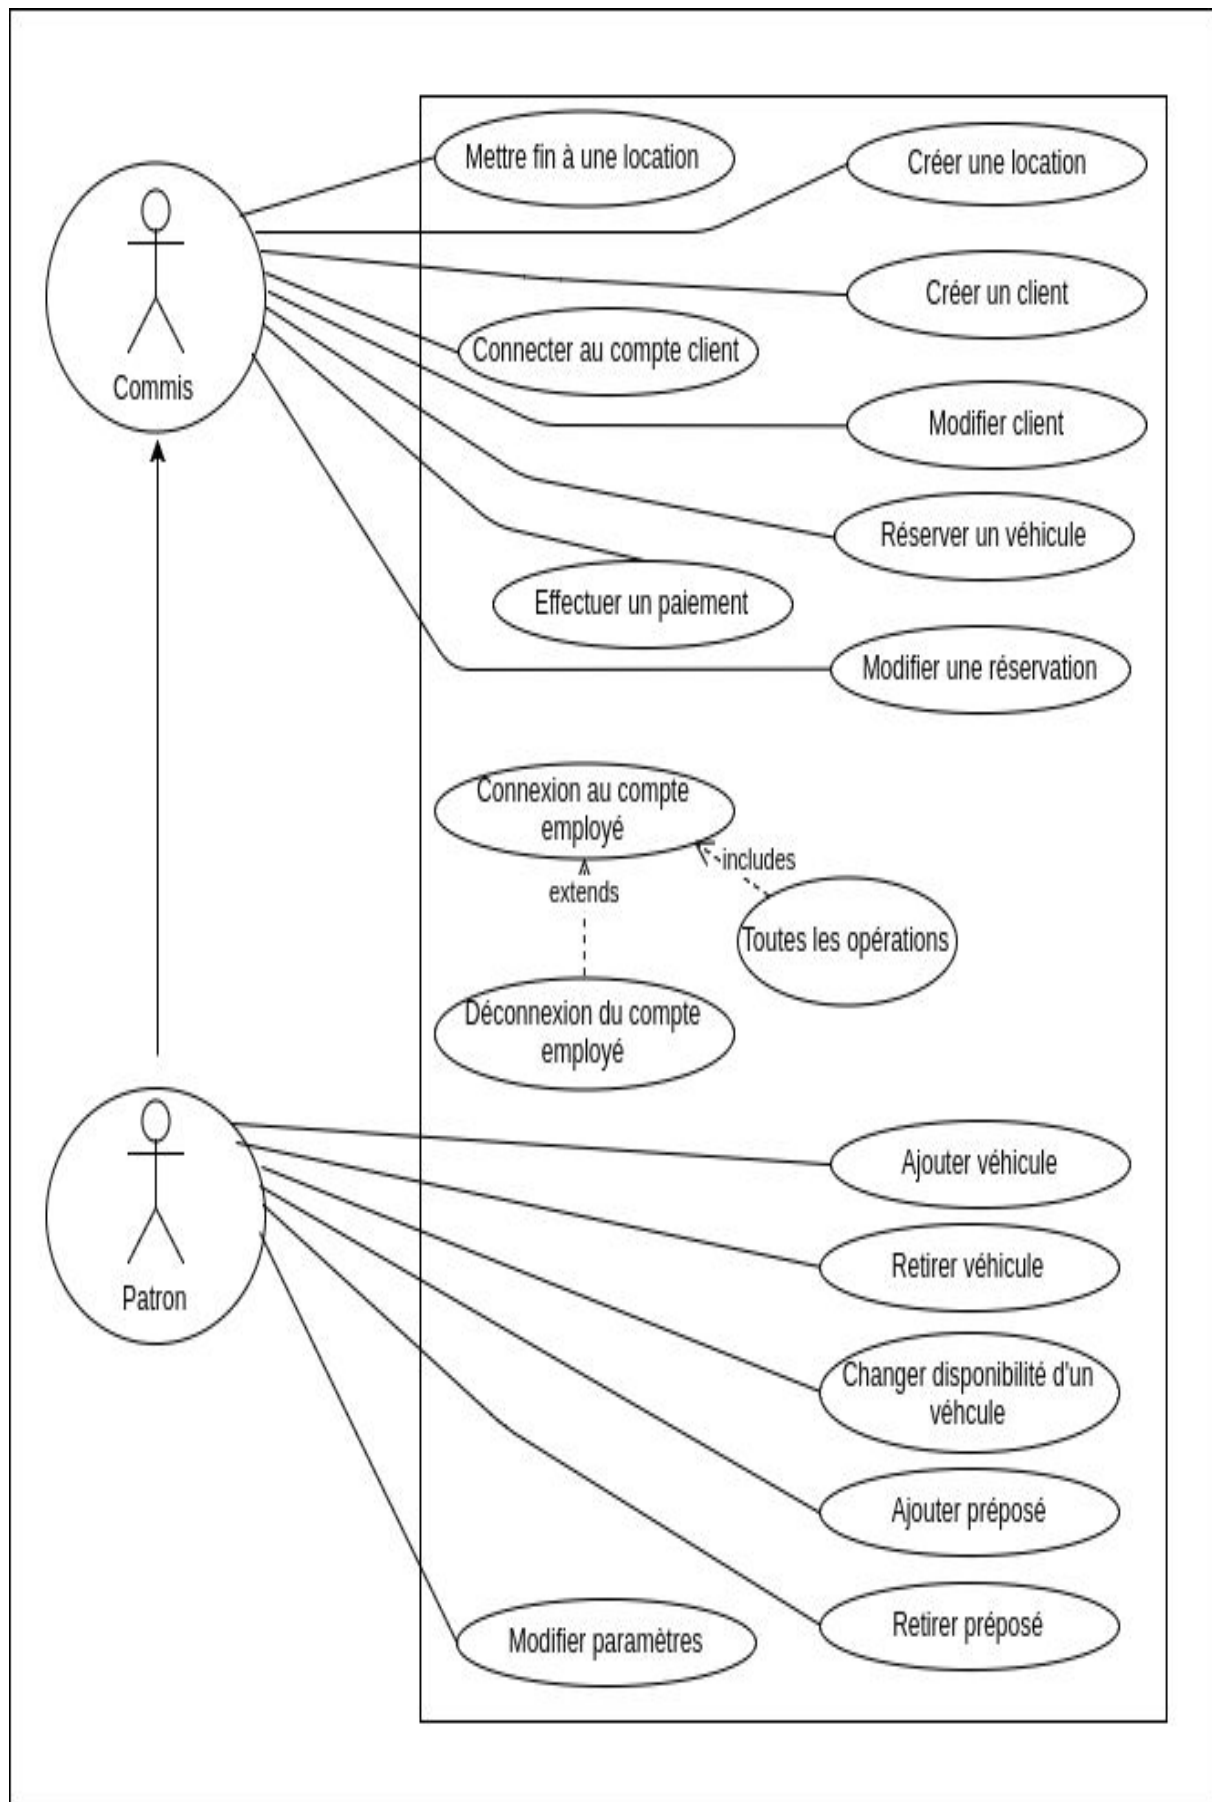 Mettre fin à une location
Créer une location
Créer un client
Connecter au compte client
Commis
Modifier client
Réserver un véhicule
Effectuer un paiement
Modifier une réservation
Connexion au compte
employé
includes
extends
Toutes les opérations
Déconnexion du compte
employé
Ajouter véhicule
Retirer véhicule
Patron
Changer disponibilité d'un
véhcule
Ajouter préposé
Retirer préposé
Modifier paramètres